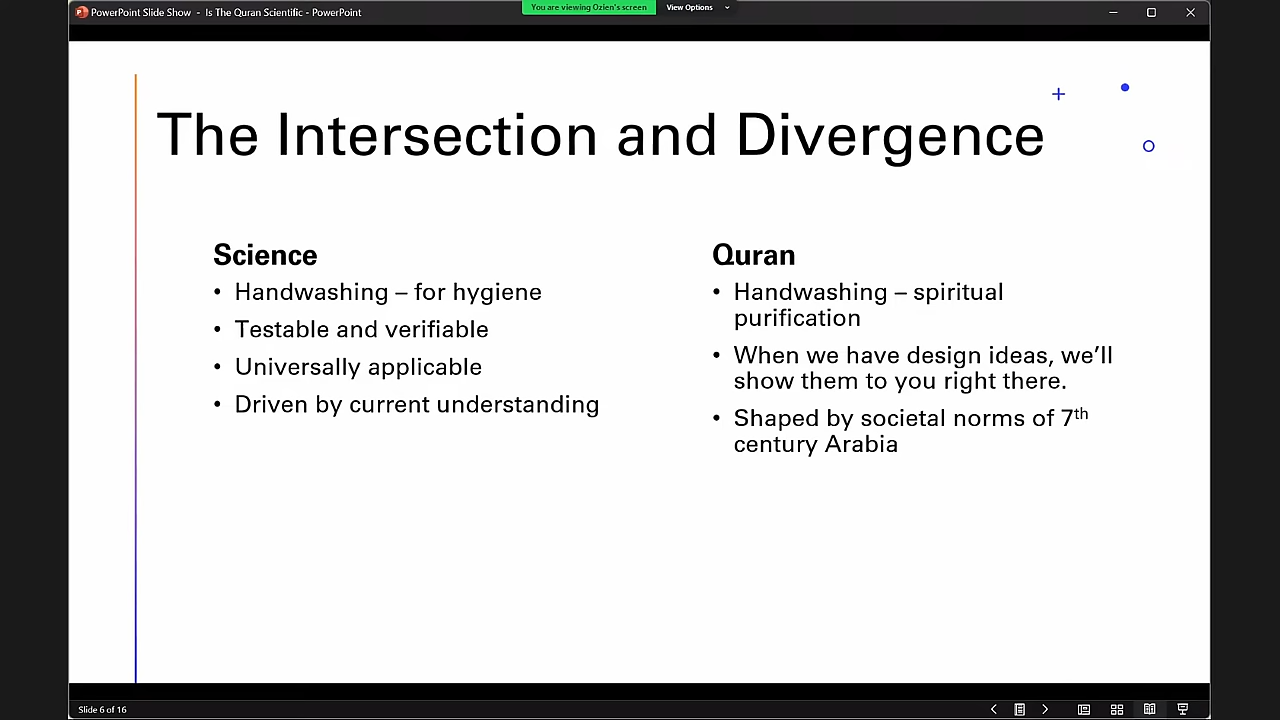 PowerPoint Slide Show - Is The Quran Scientific - PowerPoint
You are viewing Ozien's screen
View Options
The Intersection and Divergence
Science
• Handwashing – for hygiene
• Testable and verifiable
• Universally applicable
• Driven by current understanding
Quran
• Handwashing – spiritual
purification
• When we have design ideas, we’ll
show them to you right there.
• Shaped by societal norms of 7th
century Arabia
Slide 6 of 16